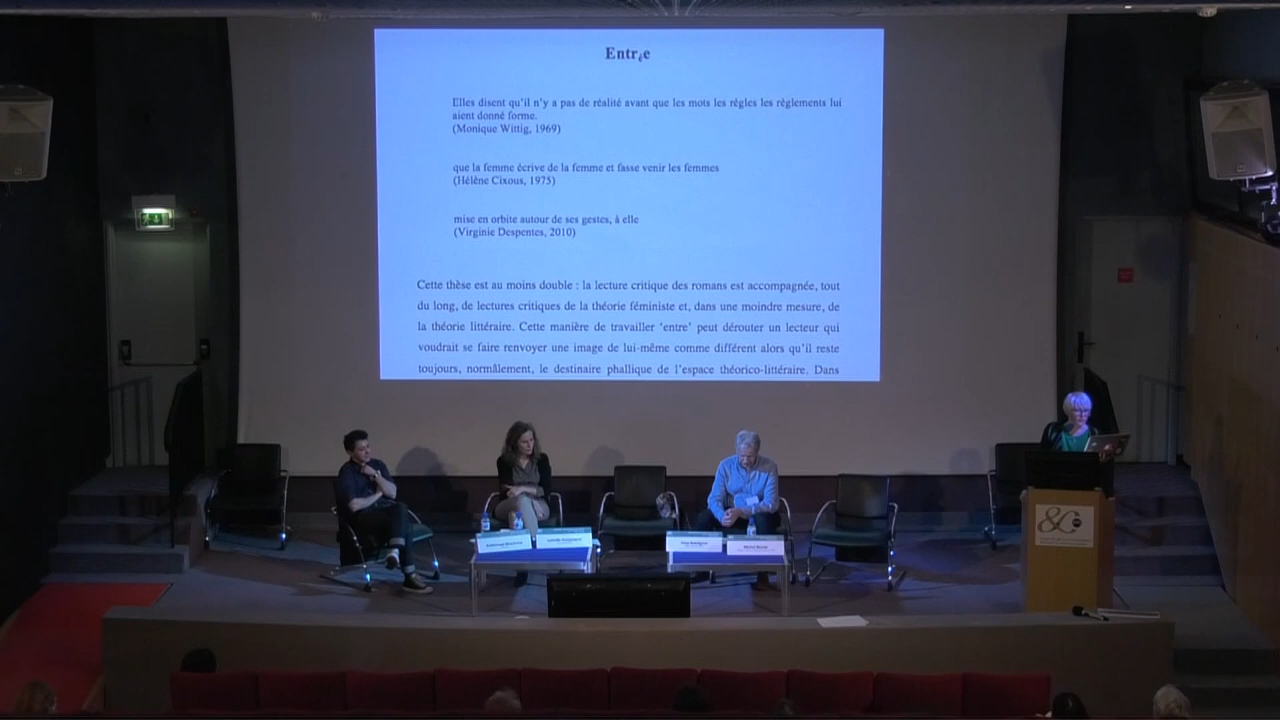 Entrée
Elles disent qu'il n'y a pas de réalité avant que les mots les règles les règlements lui
aient donné forme.
(Monique Wittig, 1969)
que la femme écrive de la femme et fasse venir les femmes
(Hélène Cixous, 1975)
mise en orbite autour de ses gestes, à elle
(Virginie Despentes, 2010)
Cette thèse est au moins double : la lecture critique des romans est accompagnée, tout
du long, de lectures critiques de la théorie féministe et, dans une moindre mesure, de
la théorie littéraire. Cette manière de travailler 'entre' peut dérouter un lecteur qui
voudrait se faire renvoyer une image de lui-même comme différent alors qu'il reste
toujours, normâlement, le destinaire phallique de l'espace théorico-littéraire. Dans
&C